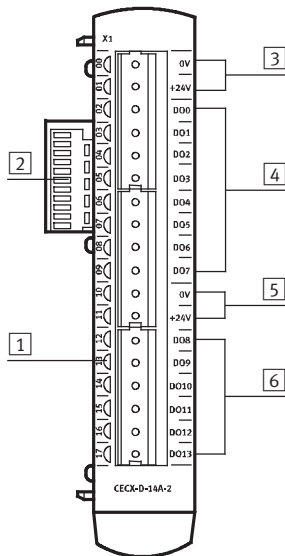 X1
00 0V 3
01 +24V
02 DO0
03 DO1
04 DO2
2 05 DO3 4
06 DO4
07 DO5
08 DO6
09 DO7
10 0V 5
11 +24V
12 DO8
1 13 DO9
14 DO10 6
15 DO11
16 DO12
17 DO13
CECX-D-14A-2